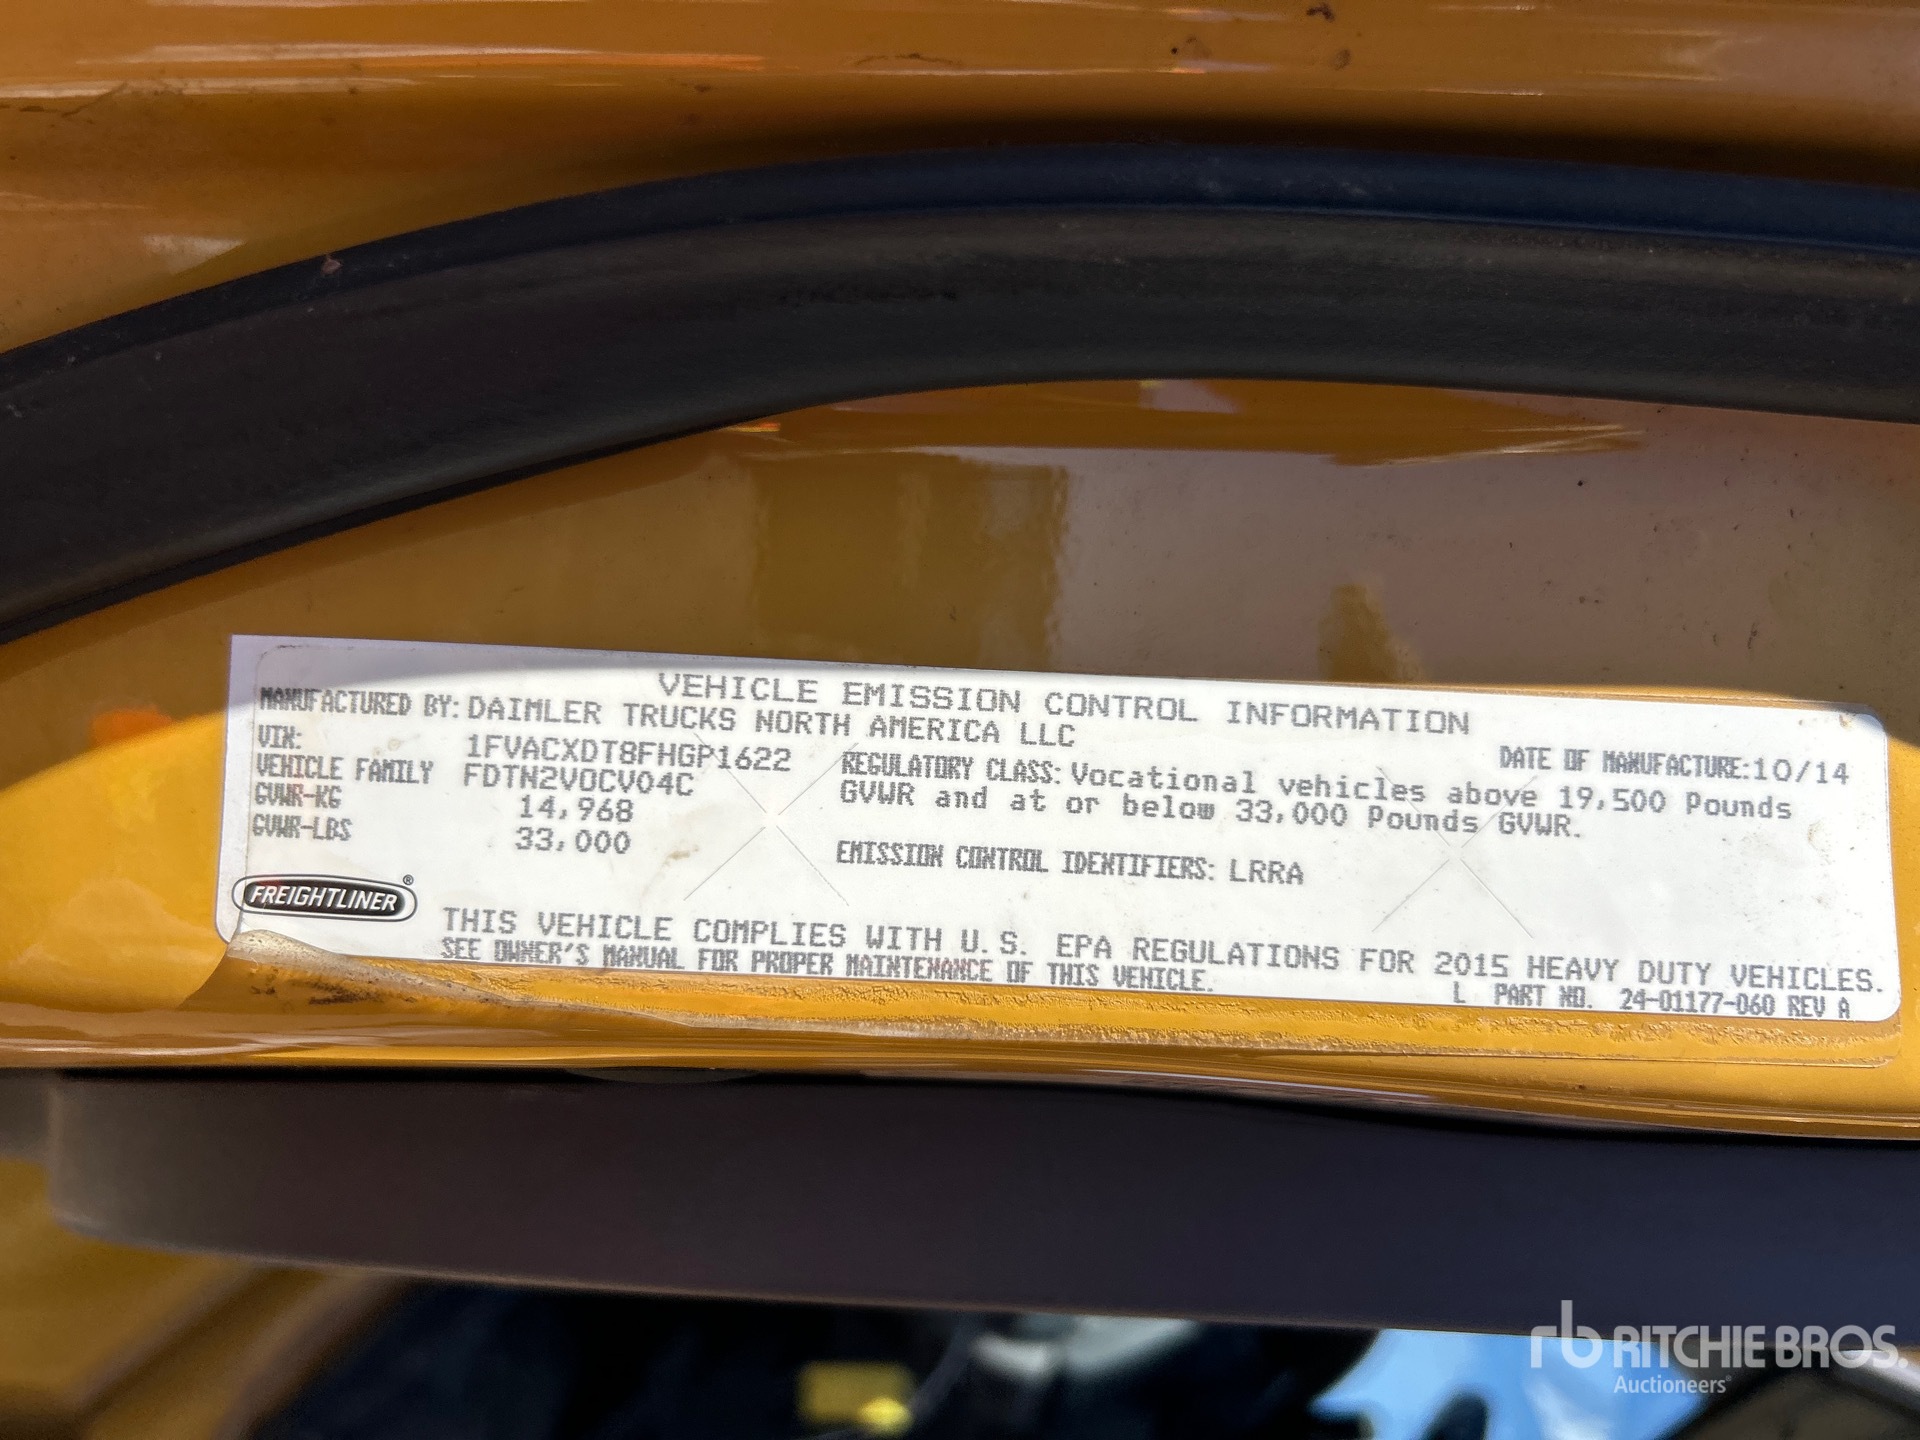 VEHICLE EMISSION CONTROL INFORMATION
MANUFACTURED BY: DAIMLER TRUCKS NORTH AMERICA LLC
DATE OF MANUFACTURE: 10/14
VIN: 1FVACXDT8FHGP1622
VEHICLE FAMILY FDTN2VOCV04C
GVWR-KG 14,968
GVWR-LBS 33,000
REGULATORY CLASS: Vocational vehicles above 19,500 Pounds
GVWR and at or below 33,000 Pounds GVWR.
EMISSION CONTROL IDENTIFIERS: LRRA
FREIGHTLINER®
THIS VEHICLE COMPLIES WITH U.S. EPA REGULATIONS FOR 2015 HEAVY DUTY VEHICLES.
SEE OWNER'S MANUAL FOR PROPER MAINTENANCE OF THIS VEHICLE.
L PART NO. 24-01177-060 REV A
rb RITCHIE BROS.
Auctioneers®